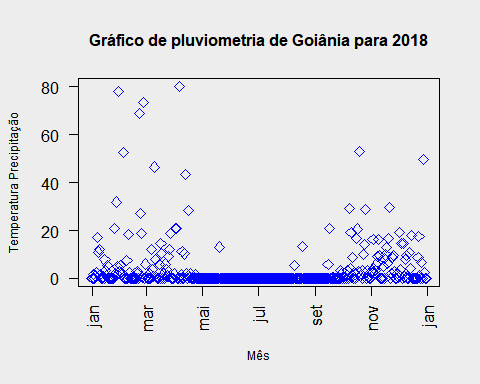 Gráfico de pluviometria de Goiânia para 2018
Temperatura Precipitação
80
60
40
20
0
jan
mar
mai
jul
set
nov
jan
Mês